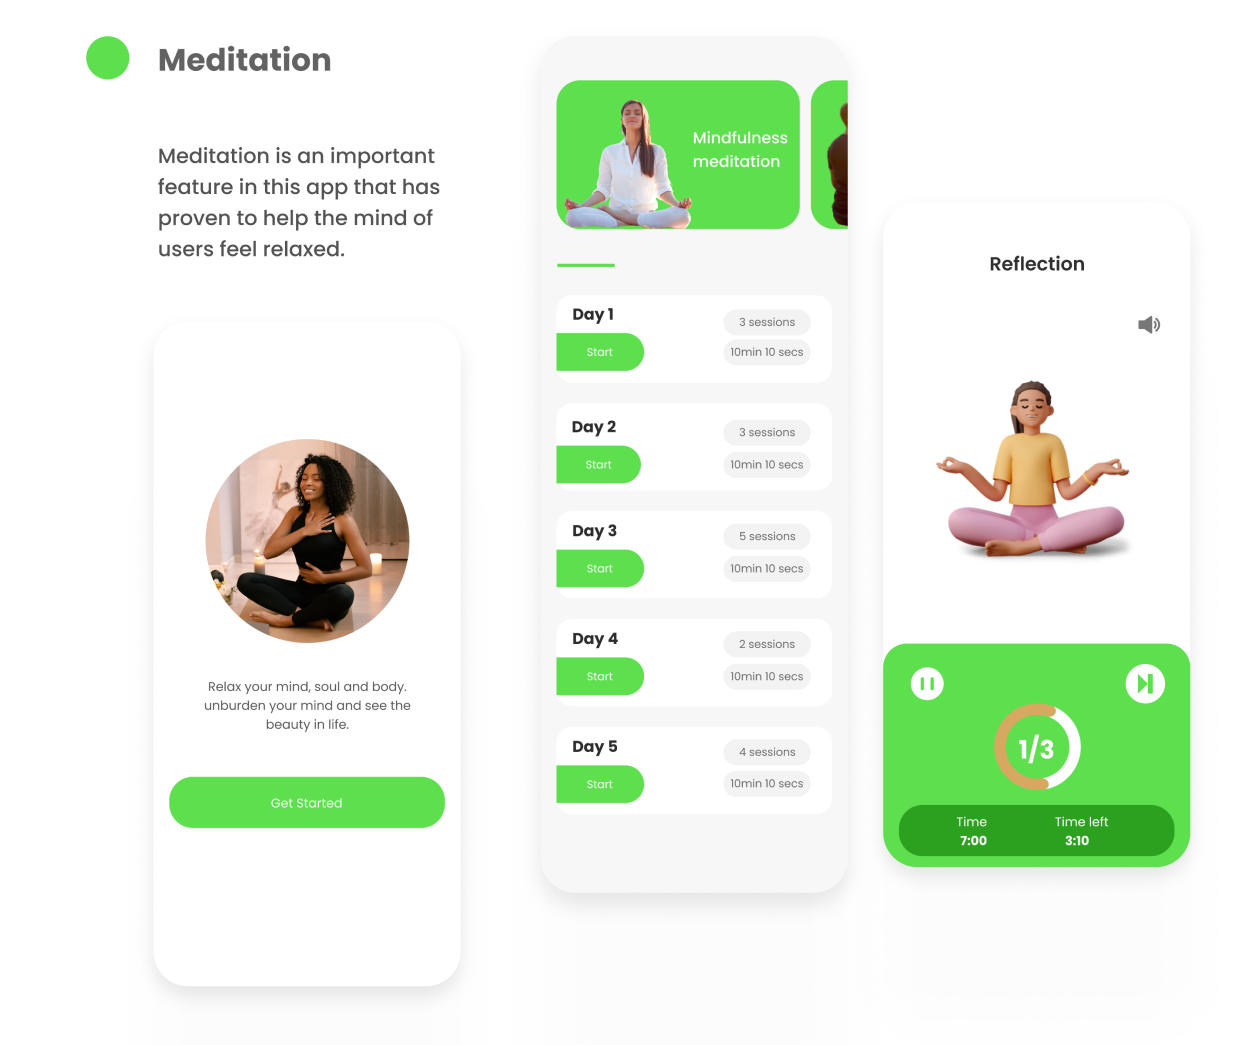 Meditation
Meditation is an important
feature in this app that has
proven to help the mind of
users feel relaxed.
Relax your mind, soul and body.
unburden your mind and see the
beauty in life.
Get Started
Mindfulness
meditation
Day 1
3 sessions
Start
10min 10 secs
Day 2
3 sessions
Start
10min 10 secs
Day 3
5 sessions
Start
10min 10 secs
Day 4
2 sessions
Start
10min 10 secs
Day 5
4 sessions
Start
10min 10 secs
Reflection
1/3
Time
Time left
7:00
3:10